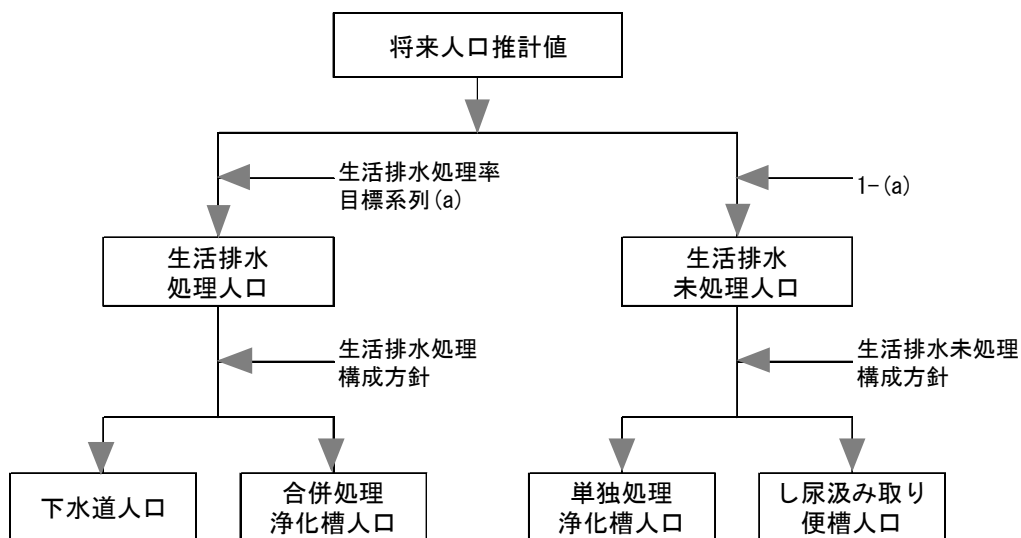 将来人口推計値
生活排水処理率
目標系列(a)
1-(a)
生活排水
処理人口
生活排水
未処理人口
生活排水処理
構成方針
生活排水未処理
構成方針
下水道人口
合併処理
浄化槽人口
単独処理
浄化槽人口
し尿汲み取り
便槽人口